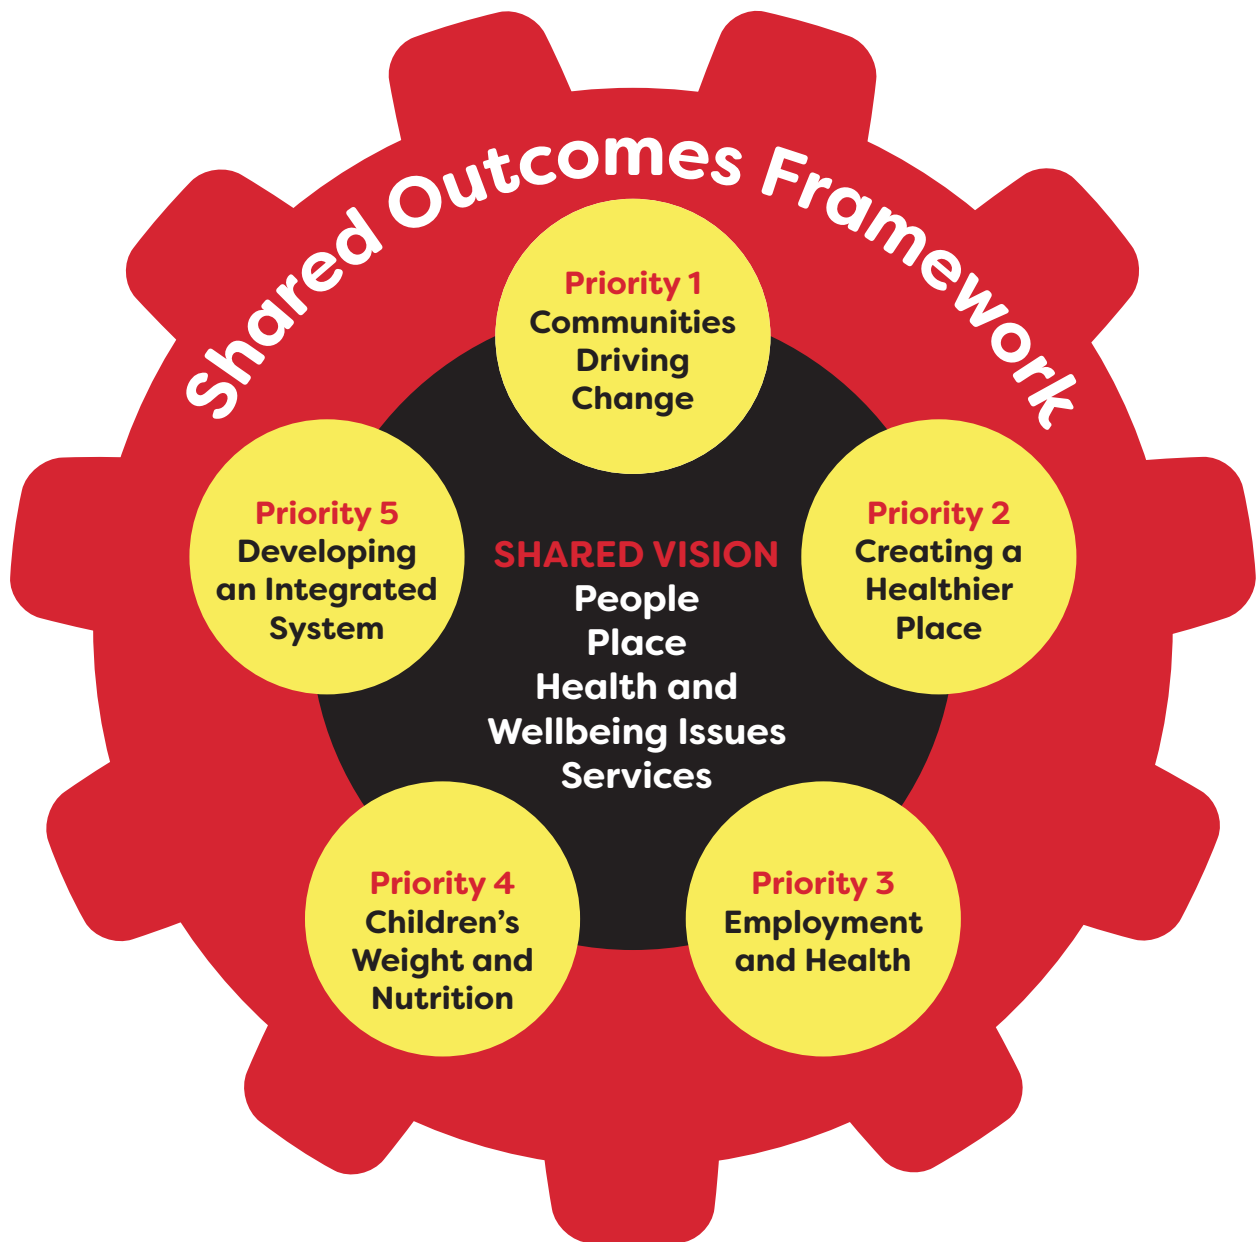 Shared Outcomes Framework
Priority 1
Communities
Driving
Change
Priority 2
Creating a
Healthier
Place
Priority 3
Employment
and Health
Priority 4
Children’s
Weight and
Nutrition
Priority 5
Developing
an Integrated
System
SHARED VISION
People
Place
Health and
Wellbeing Issues
Services